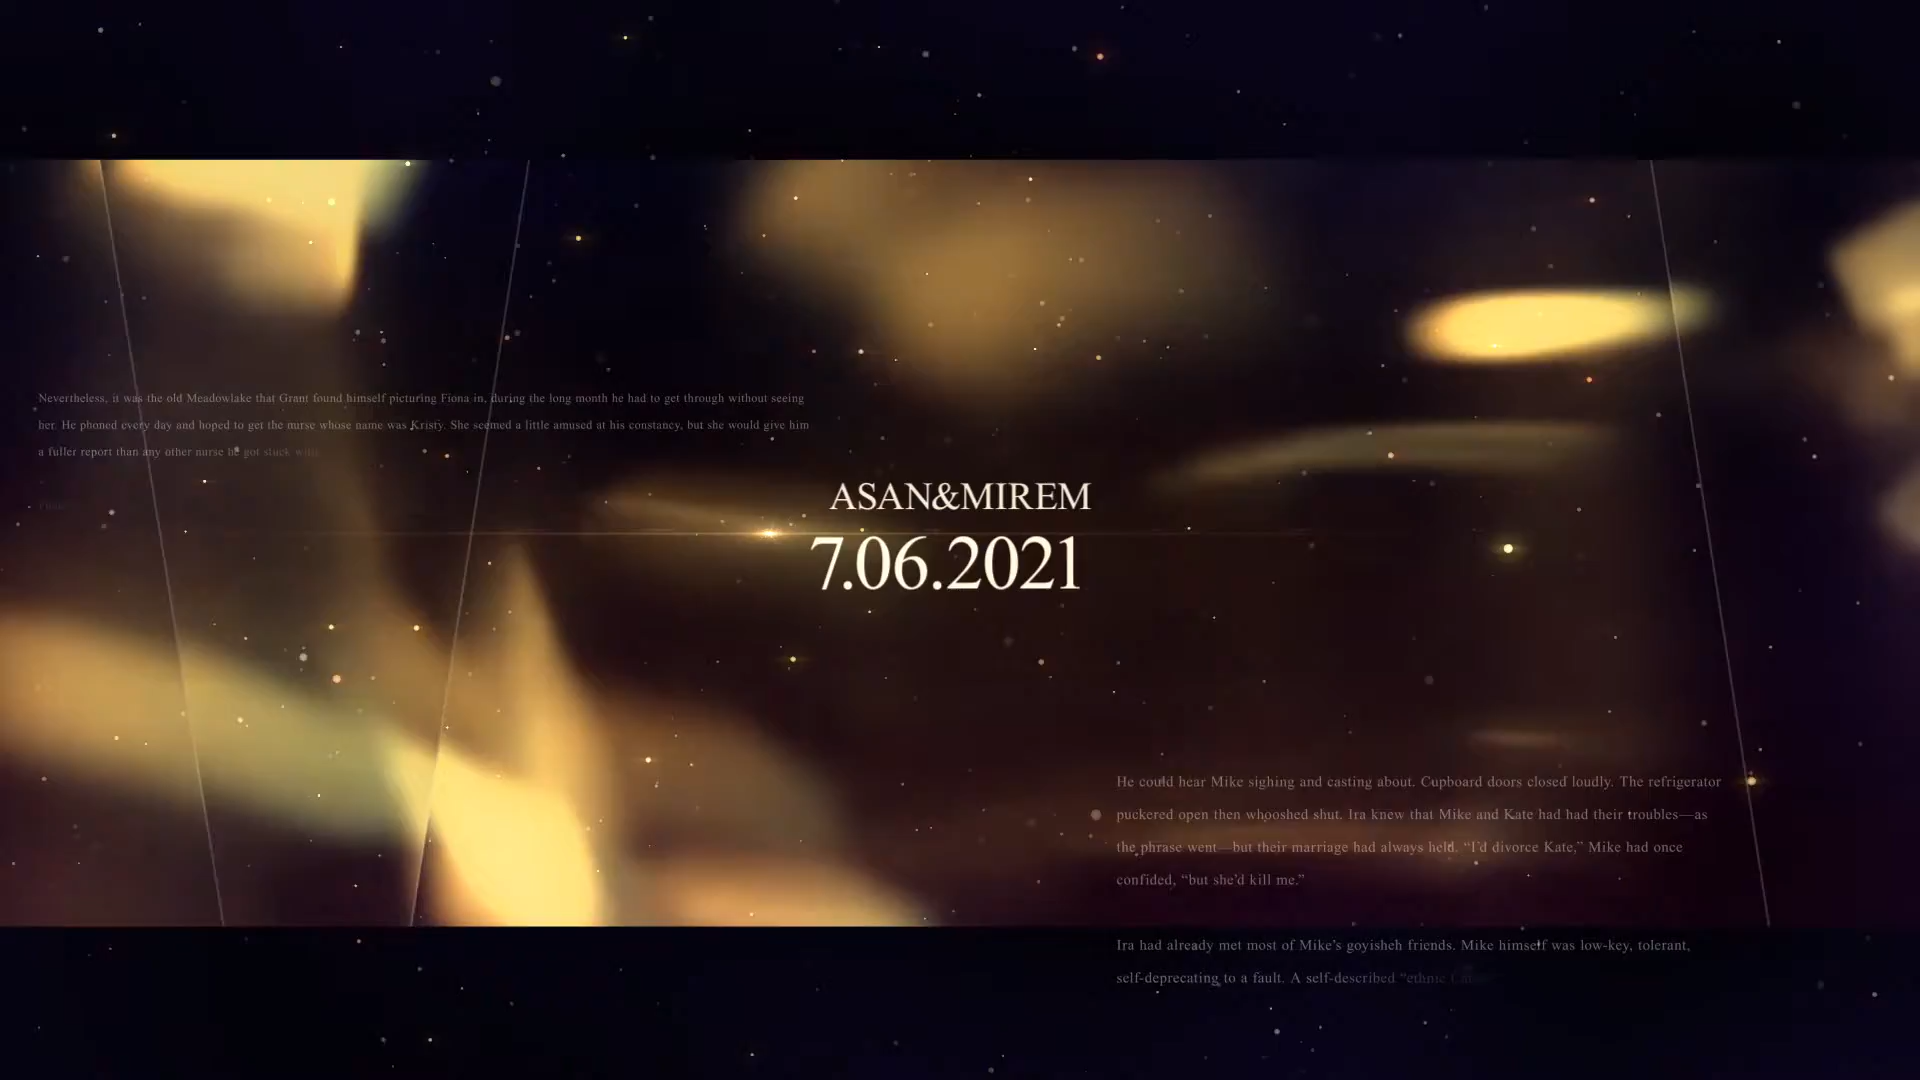 Nevertheless, it was the old Meadowlake that Grant found himself picturing Fiona in, during the long month he had to get through without seeing
her. He phoned every day and hoped to get the nurse whose name was Kristy. She seemed a little amused at his constancy, but she would give him
a fuller report than any other nurse he got stuck with
ASAN&MIREM
7.06.2021
He could hear Mike sighing and casting about. Cupboard doors closed loudly. The refrigerator
puckered open then whooshed shut. Ira knew that Mike and Kate had had their troubles—as
the phrase went—but their marriage had always held. “I’d divorce Kate,” Mike had once
confided, “but she’d kill me.”
Ira had already met most of Mike’s goyisheh friends. Mike himself was low-key, tolerant,
self-deprecating to a fault. A self-described “ethnic